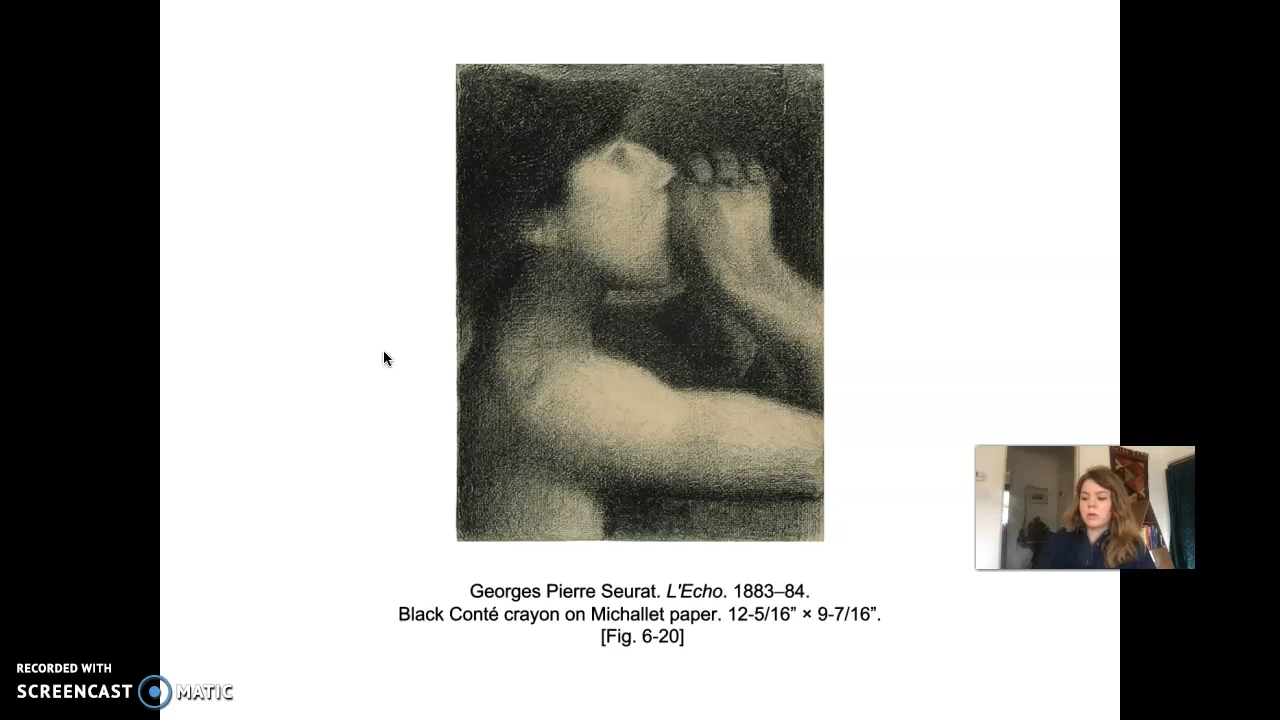 Georges Pierre Seurat. L'Echo. 1883–84.
Black Conté crayon on Michallet paper. 12-5/16” × 9-7/16”.
[Fig. 6-20]
RECORDED WITH
SCREENCAST MATIC